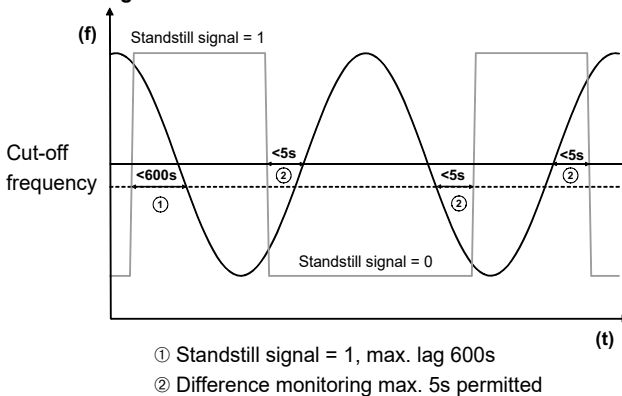 (f)
Standstill signal = 1
Cut-off
frequency
<5s
②
<600s
①
<5s
②
<5s
②
Standstill signal = 0
(t)
① Standstill signal = 1, max. lag 600s
② Difference monitoring max. 5s permitted